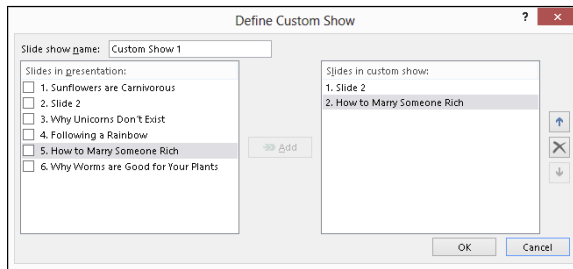 Define Custom Show
?
Slide show name: Custom Show 1
Slides in presentation:
1. Sunflowers are Carnivorous
2. Slide 2
3. Why Unicorns Don't Exist
4. Following a Rainbow
5. How to Marry Someone Rich
6. Why Worms are Good for Your Plants
Add
Slides in custom show:
1. Slide 2
2. How to Marry Someone Rich
OK Cancel